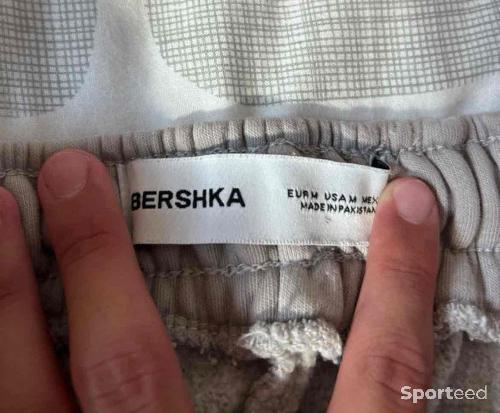 BERSHKA
EUR M USA M MEX
MADE IN PAKISTAN
Sporteed